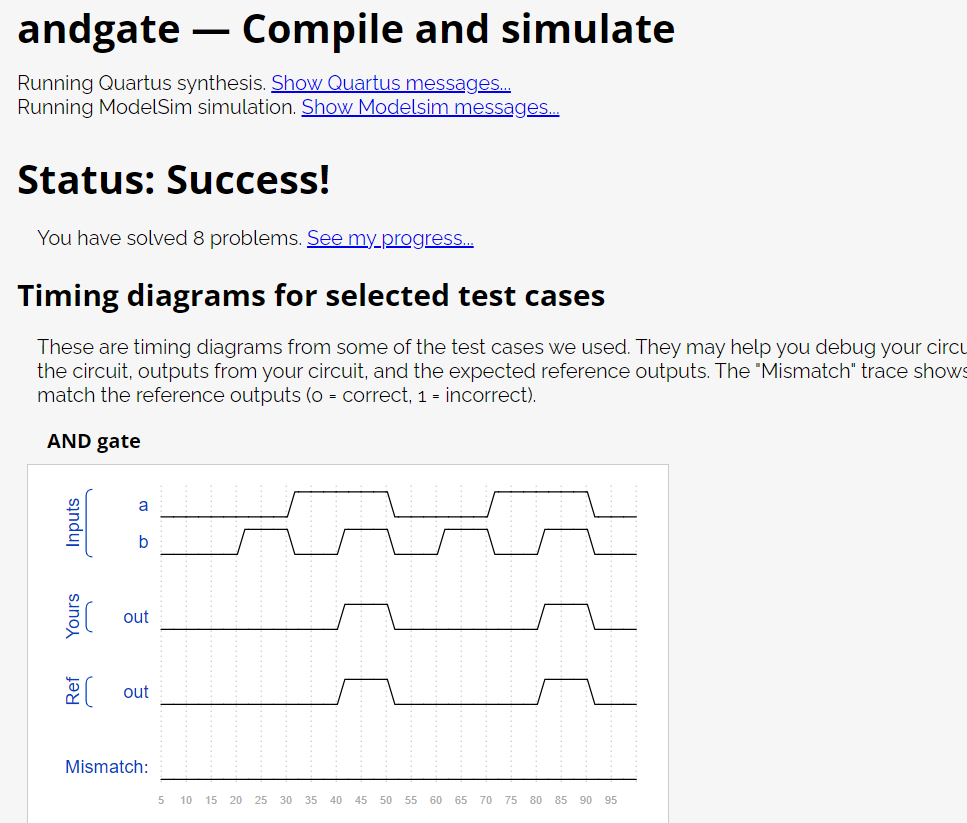 andgate — Compile and simulate
Running Quartus synthesis. Show Quartus messages...
Running ModelSim simulation. Show Modelsim messages...
Status: Success!
You have solved 8 problems. See my progress...
Timing diagrams for selected test cases
These are timing diagrams from some of the test cases we used. They may help you debug your circu
the circuit, outputs from your circuit, and the expected reference outputs. The "Mismatch" trace shows
match the reference outputs (0 = correct, 1 = incorrect).
AND gate
Inputs
a
b
Yours
out
Ref
out
Mismatch:
5 10 15 20 25 30 35 40 45 50 55 60 65 70 75 80 85 90 95